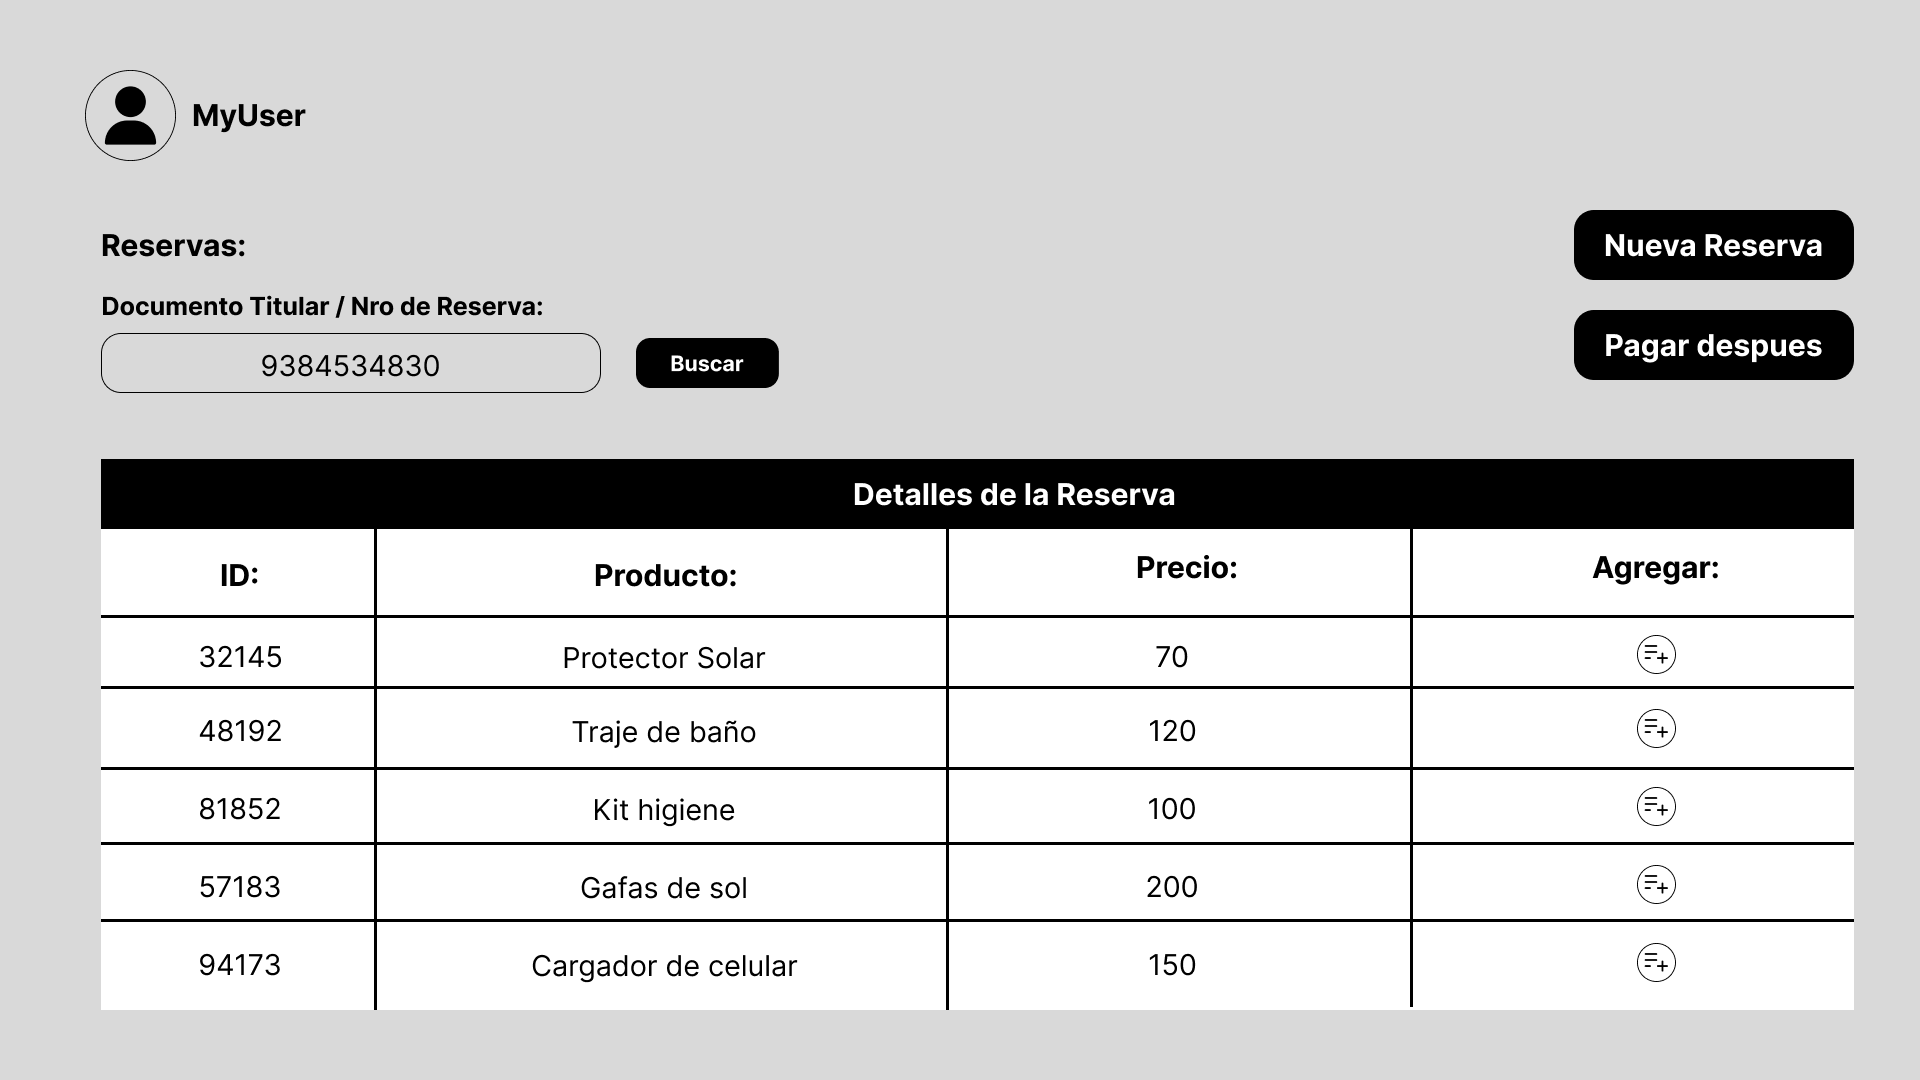 MyUser
Reservas:
Nueva Reserva
Documento Titular / Nro de Reserva:
9384534830
Buscar
Pagar despues
Detalles de la Reserva
ID: Producto: Precio: Agregar:
32145 Protector Solar 70
48192 Traje de baño 120
81852 Kit higiene 100
57183 Gafas de sol 200
94173 Cargador de celular 150